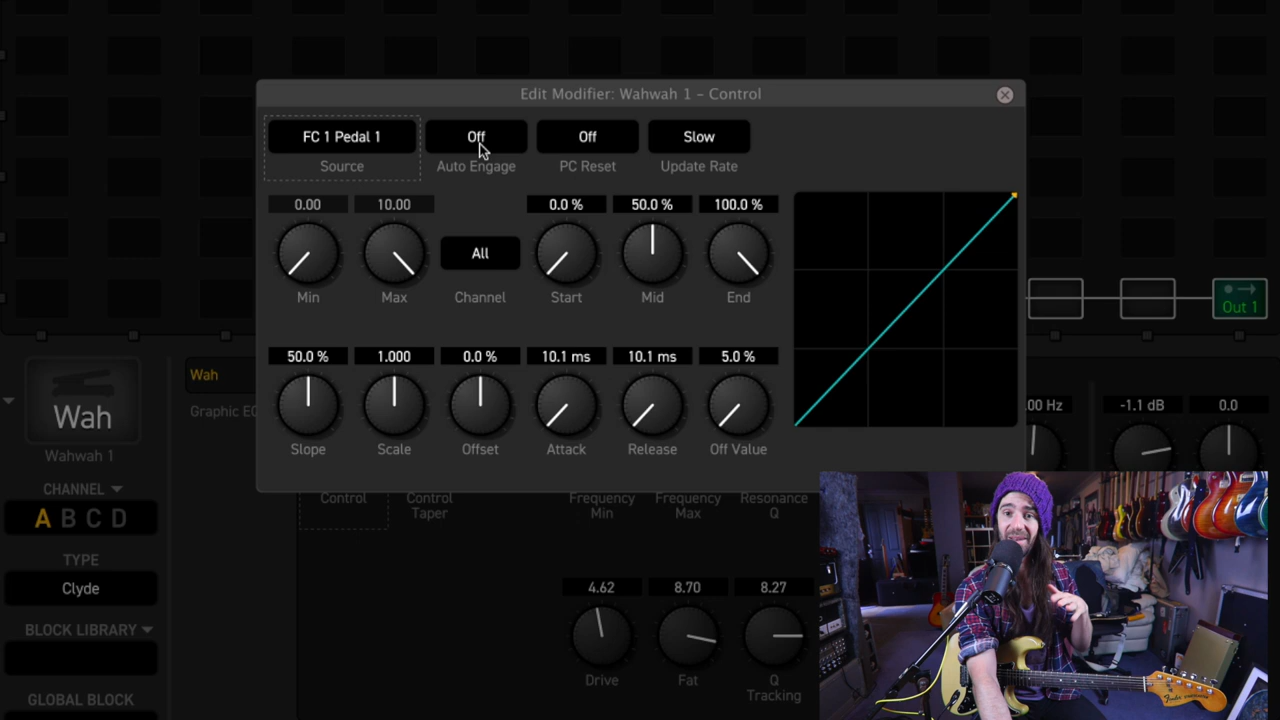 Edit Modifier: Wahwah 1 – Control
FC 1 Pedal 1
Off
Off
Slow
Source
Auto Engage
PC Reset
Update Rate
0.00
10.00
0.0 %
50.0 %
100.0 %
All
Min
Max
Channel
Start
Mid
End
Out 1
50.0 %
1.000
0.0 %
10.1 ms
10.1 ms
5.0 %
Slope
Scale
Offset
Attack
Release
Off Value
Wah
Wahwah 1
Wah
Graphic
-1.1 dB
0.0
CHANNEL
A B C D
TYPE
Clyde
BLOCK LIBRARY
GLOBAL BLOCK
Control
Control
Taper
Frequency
Min
Frequency
Max
Resonance
Q
4.62
8.70
8.27
Drive
Fat
Q
Tracking
Fender